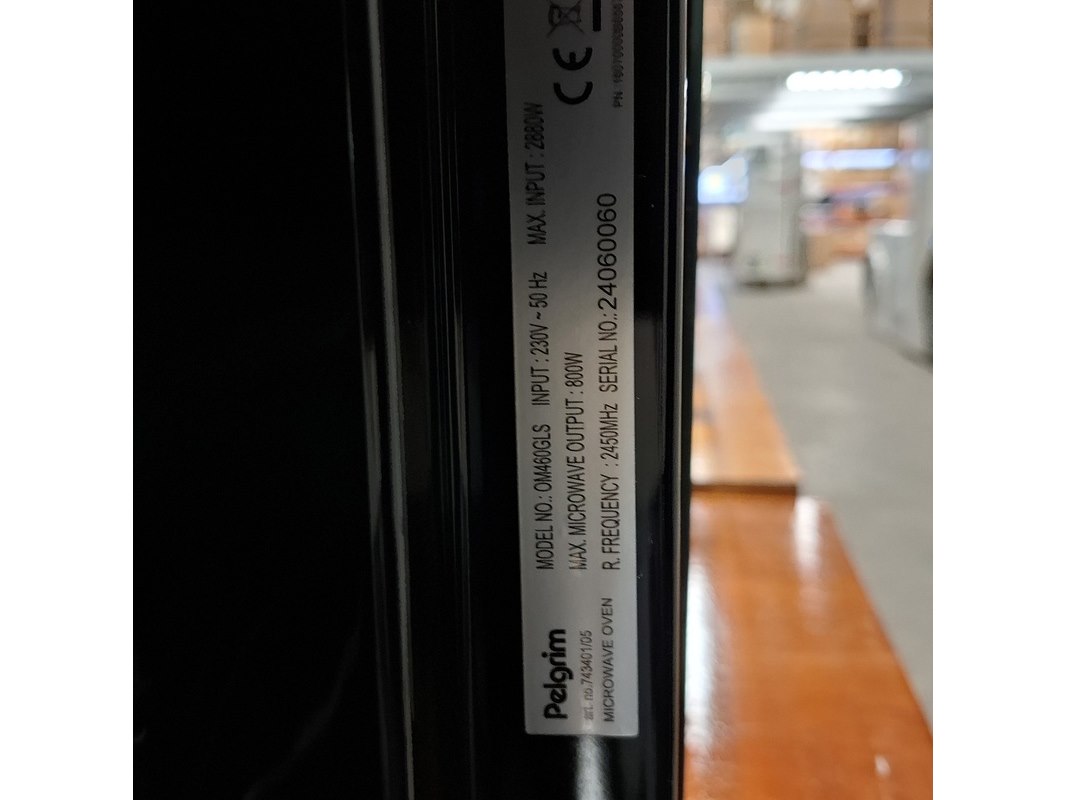 Pelgrim
art. no.743401/05
MICROWAVE OVEN
MODEL NO.: OM460GLS INPUT : 230V ~ 50 Hz MAX. INPUT : 2880W
MAX. MICROWAVE OUTPUT : 800W
R. FREQUENCY : 2450MHz SERIAL NO.: 24060060
CE
PN